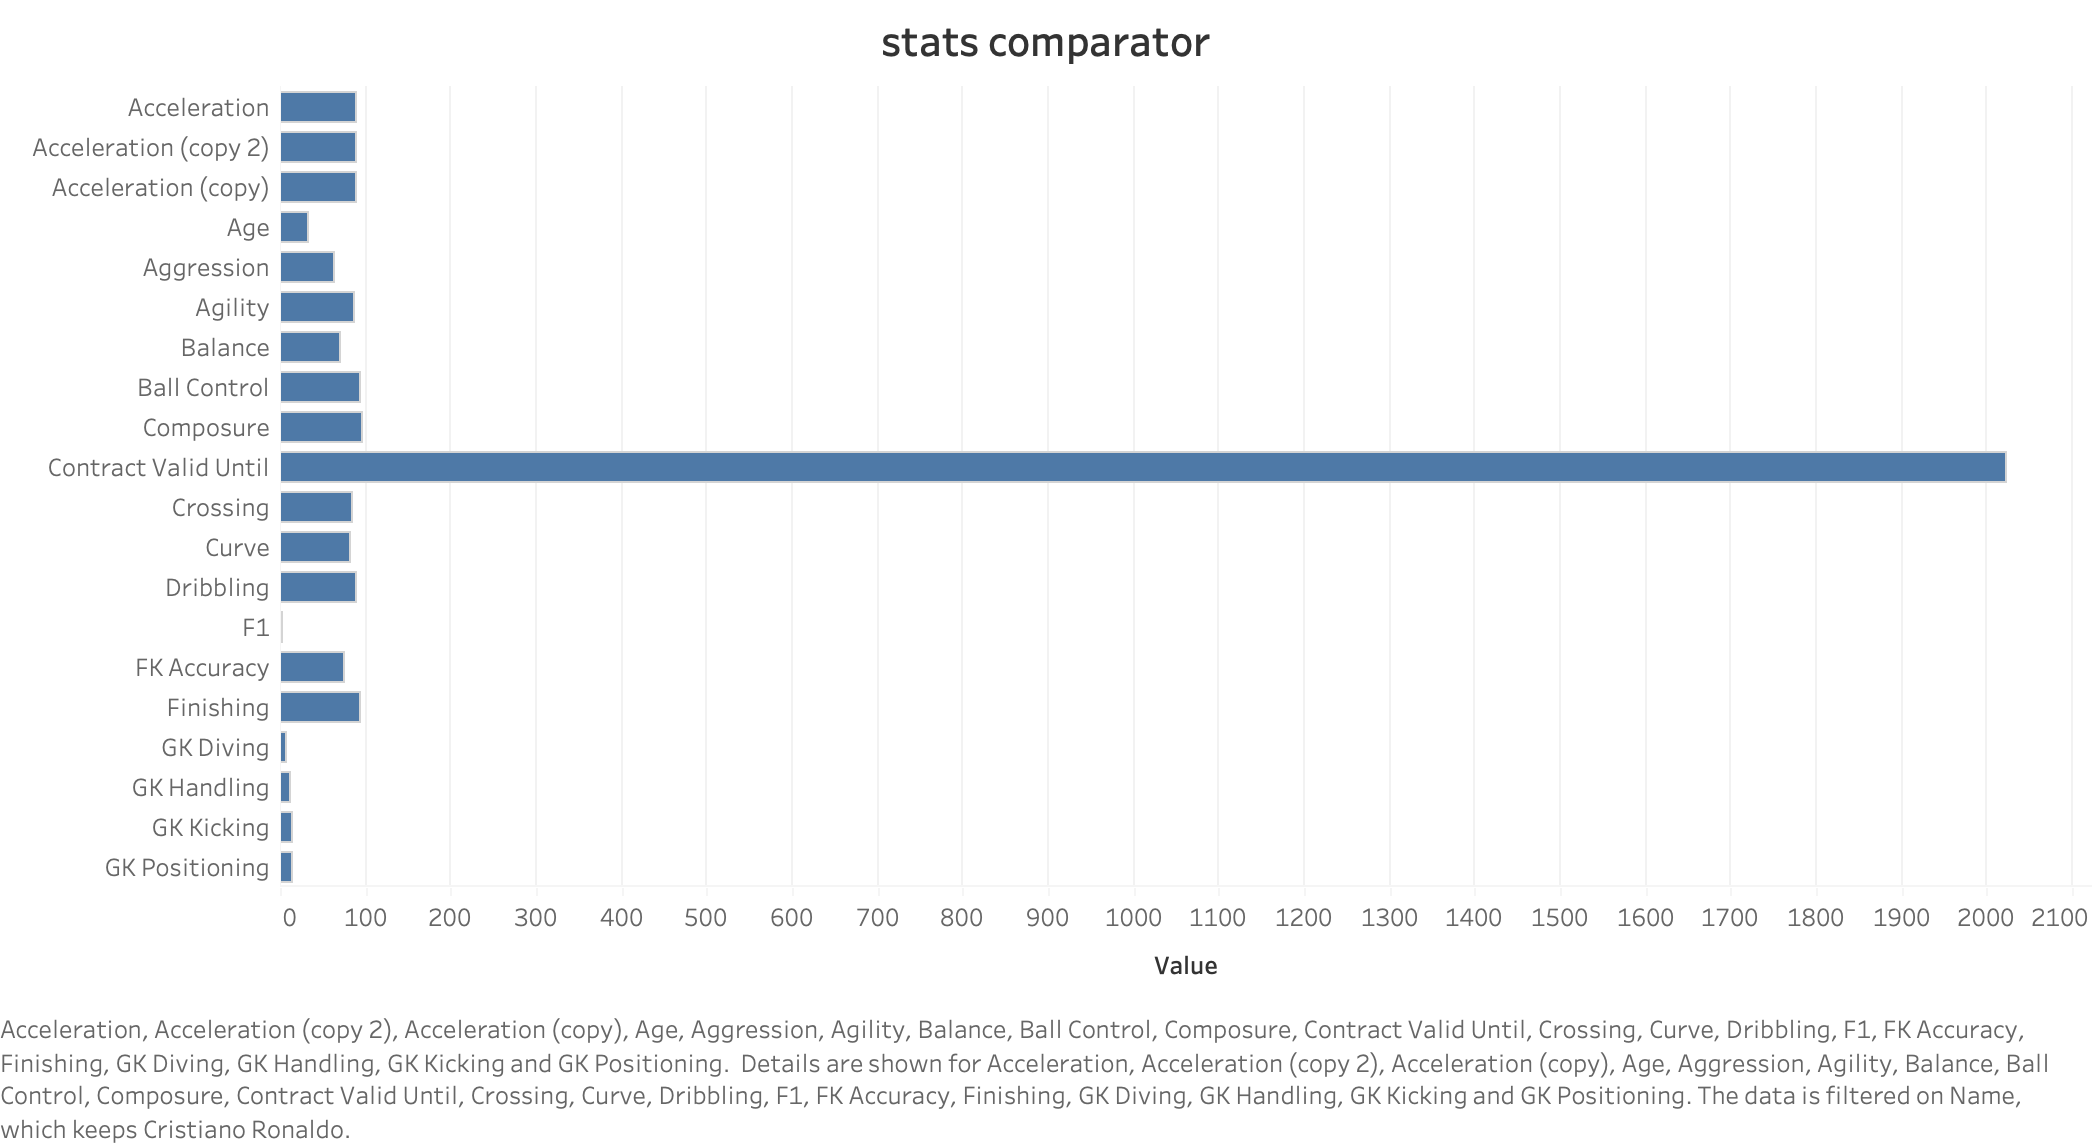 stats comparator
Acceleration
Acceleration (copy 2)
Acceleration (copy)
Age
Aggression
Agility
Balance
Ball Control
Composure
Contract Valid Until
Crossing
Curve
Dribbling
F1
FK Accuracy
Finishing
GK Diving
GK Handling
GK Kicking
GK Positioning
0 100 200 300 400 500 600 700 800 900 1000 1100 1200 1300 1400 1500 1600 1700 1800 1900 2000 2100
Value
Acceleration, Acceleration (copy 2), Acceleration (copy), Age, Aggression, Agility, Balance, Ball Control, Composure, Contract Valid Until, Crossing, Curve, Dribbling, F1, FK Accuracy,
Finishing, GK Diving, GK Handling, GK Kicking and GK Positioning.  Details are shown for Acceleration, Acceleration (copy 2), Acceleration (copy), Age, Aggression, Agility, Balance, Ball
Control, Composure, Contract Valid Until, Crossing, Curve, Dribbling, F1, FK Accuracy, Finishing, GK Diving, GK Handling, GK Kicking and GK Positioning. The data is filtered on Name,
which keeps Cristiano Ronaldo.